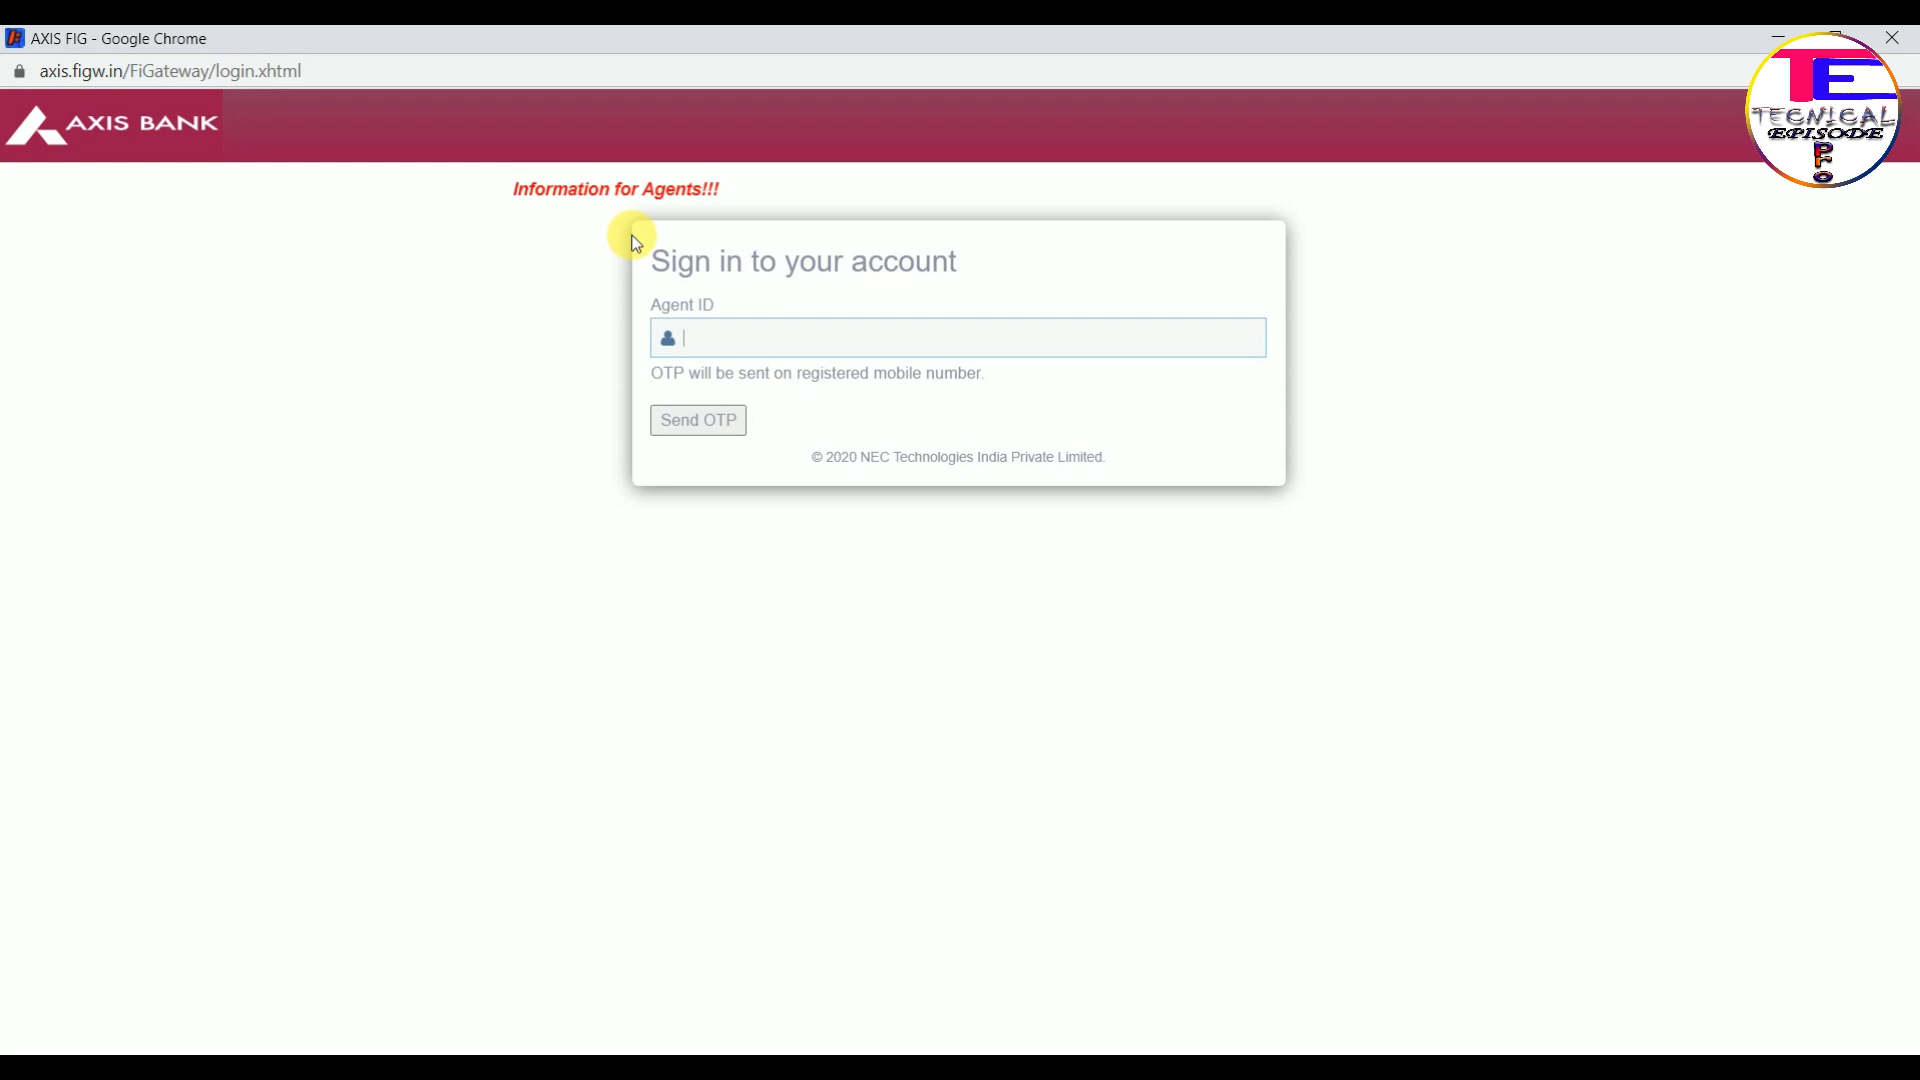 AXIS FIG - Google Chrome
axis.figw.in/FiGateway/login.xhtml
AXIS BANK
TE
TECNICAL
EPISODE
Pro
Information for Agents!!!
Sign in to your account
Agent ID
OTP will be sent on registered mobile number.
Send OTP
© 2020 NEC Technologies India Private Limited.